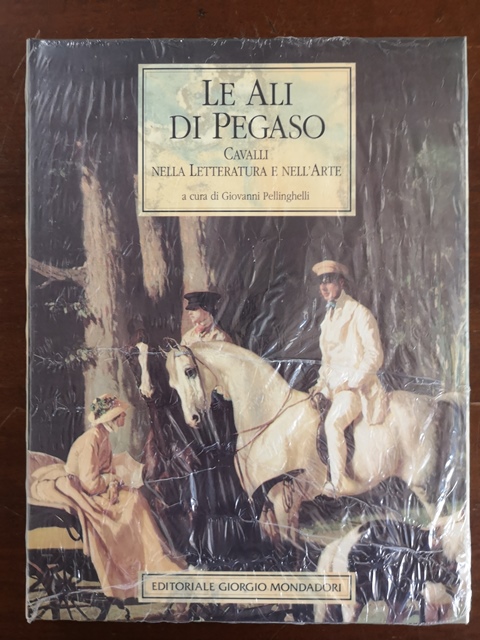 LE ALI
DI PEGASO
CAVALLI
NELLA LETTERATURA E NELL'ARTE
a cura di Giovanni Pellinghelli
EDITORIALE GIORGIO MONDADORI